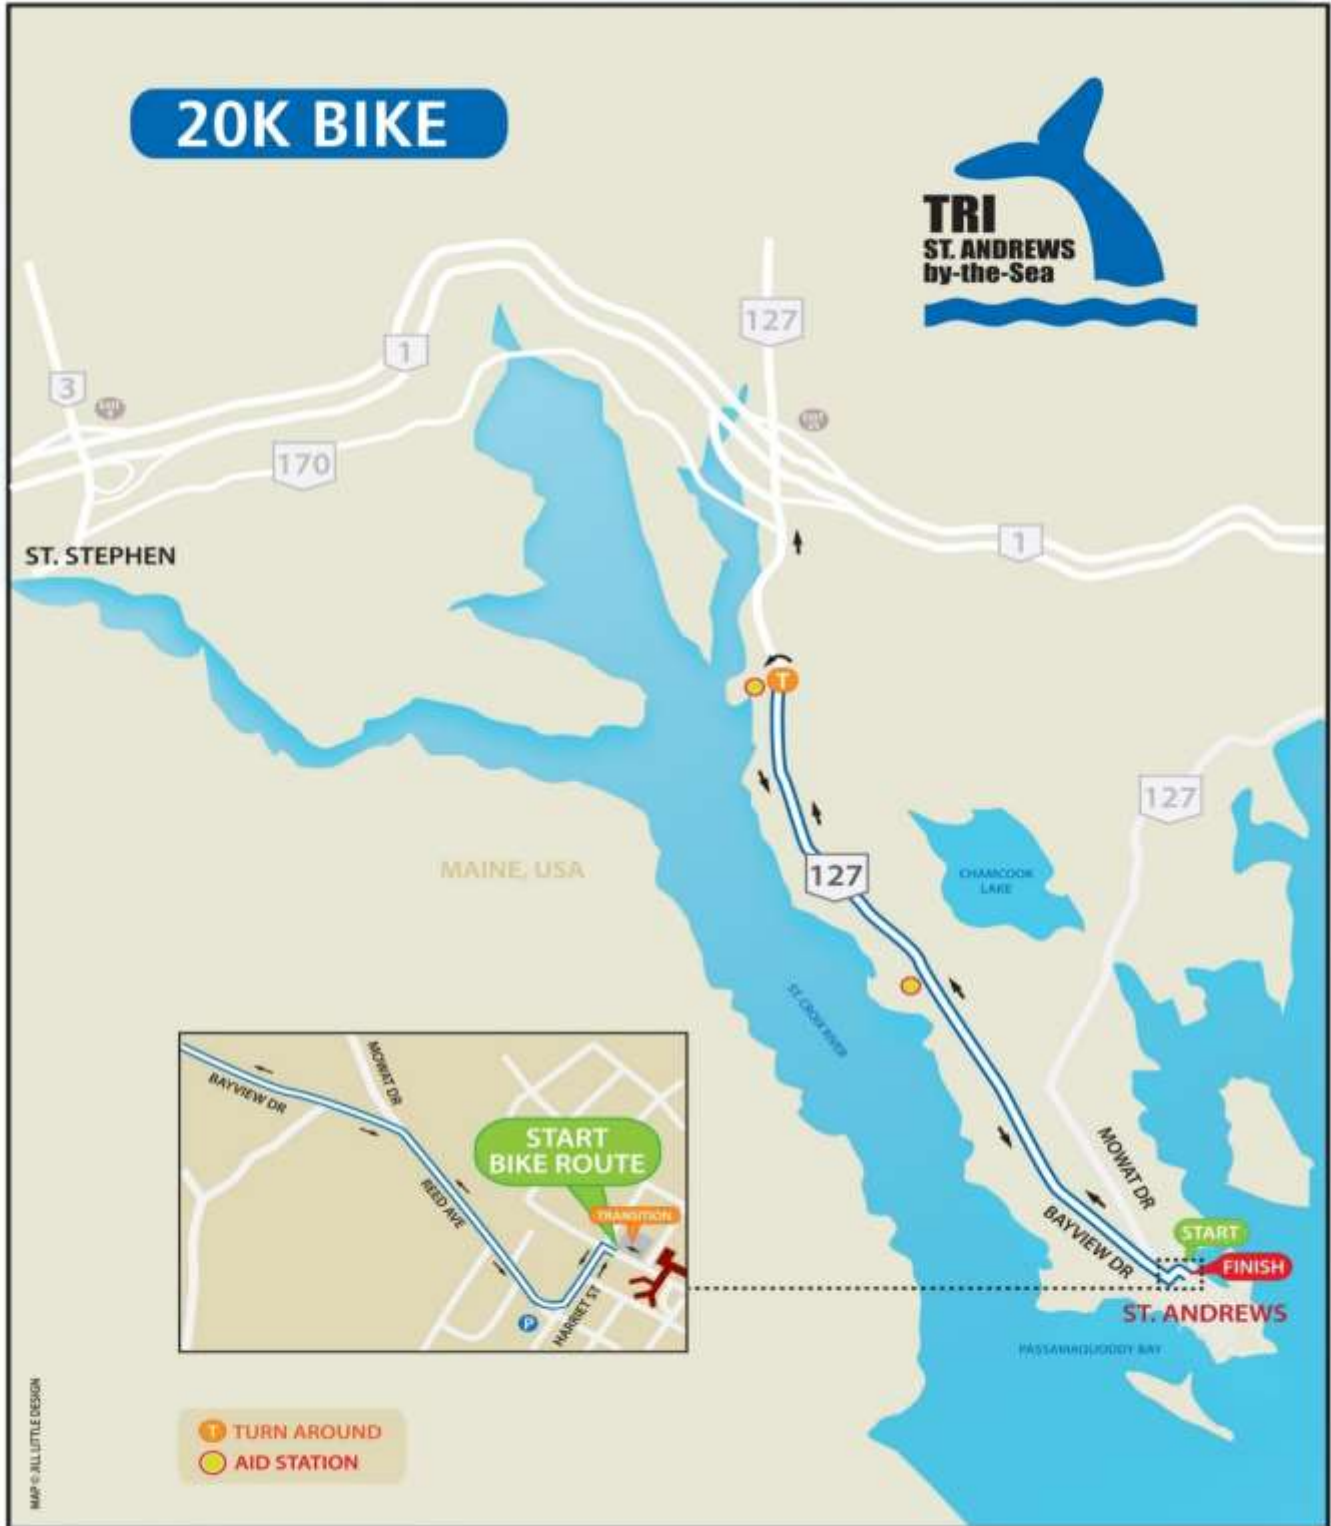 20K BIKE
TRI
ST. ANDREWS
by-the-Sea
127
1
3
170
1
ST. STEPHEN
T
127
127
MAINE, USA
CHAMCOOK
LAKE
ST. CROIX RIVER
MOWAT DR
BAYVIEW DR
START
FINISH
ST. ANDREWS
PASSAMAQUODDY BAY
BAYVIEW DR
MOWAT DR
REED AVE
START
BIKE ROUTE
TRANSITION
HARRIET ST
P
T TURN AROUND
AID STATION
MAP © JILL LITTLE DESIGN